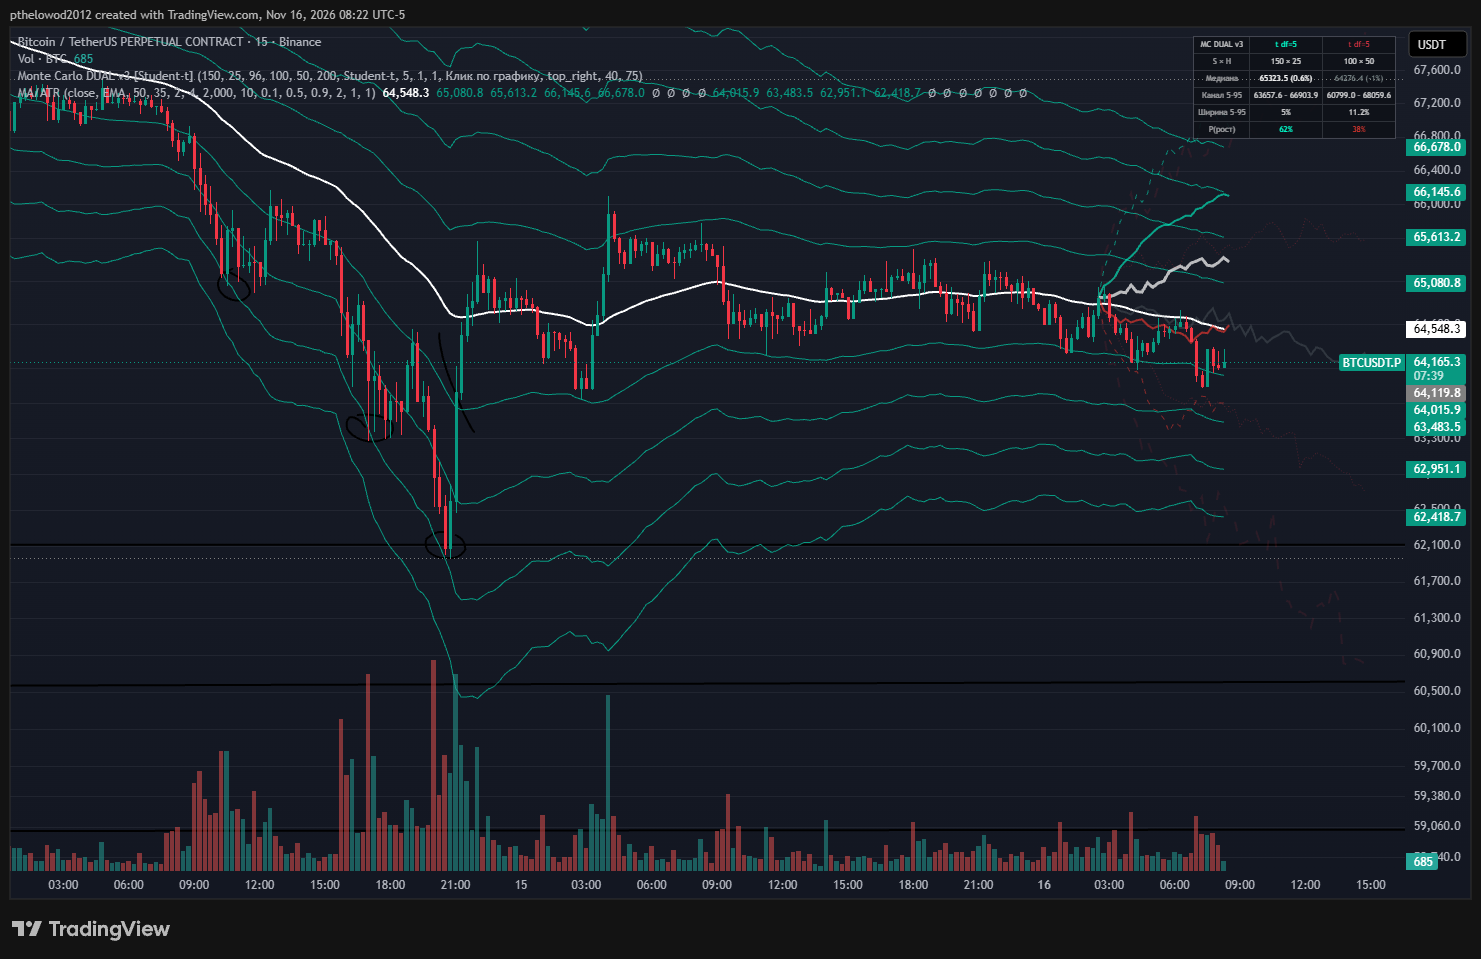 pthelowod2012 created with TradingView.com, Nov 16, 2026 08:22 UTC-5
Bitcoin / TetherUS PERPETUAL CONTRACT · 15 · Binance
Vol · BTC 685
Monte Carlo DUAL v3 [Student-t] (150, 25, 96, 100, 50, 200, Student-t, 5, 1, 1, Клик по графику, top_right, 40, 75)
MA/ATR (close, EMA, 50, 35, 2, 4, 2,000, 10, 0.1, 0.5, 0.9, 2, 1, 1) 64,548.3 65,080.8 65,613.2 66,145.6 66,678.0 Ø Ø Ø Ø 64,015.9 63,483.5 62,951.1 62,418.7 Ø Ø Ø Ø Ø Ø Ø
MC DUAL v3 t df=5 t df=5
S × H 150 × 25 100 × 50
Медиана 65323.5 (0.6%) 64276.4 (-1%)
Канал 5-95 63657.6 - 66903.9 60799.0 - 68059.6
Ширина 5-95 5% 11.2%
P(рост) 62% 38%
USDT
67,600.0
67,200.0
66,800.0
66,678.0
66,400.0
66,145.6
66,000.0
65,613.2
65,080.8
64,548.3
BTCUSDT.P 64,165.3
07:39
64,119.8
64,015.9
63,483.5
63,300.0
62,951.1
62,500.0
62,418.7
62,100.0
61,700.0
61,300.0
60,900.0
60,500.0
60,100.0
59,700.0
59,380.0
59,060.0
685
03:00 06:00 09:00 12:00 15:00 18:00 21:00 15 03:00 06:00 09:00 12:00 15:00 18:00 21:00 16 03:00 06:00 09:00 12:00 15:00
TradingView